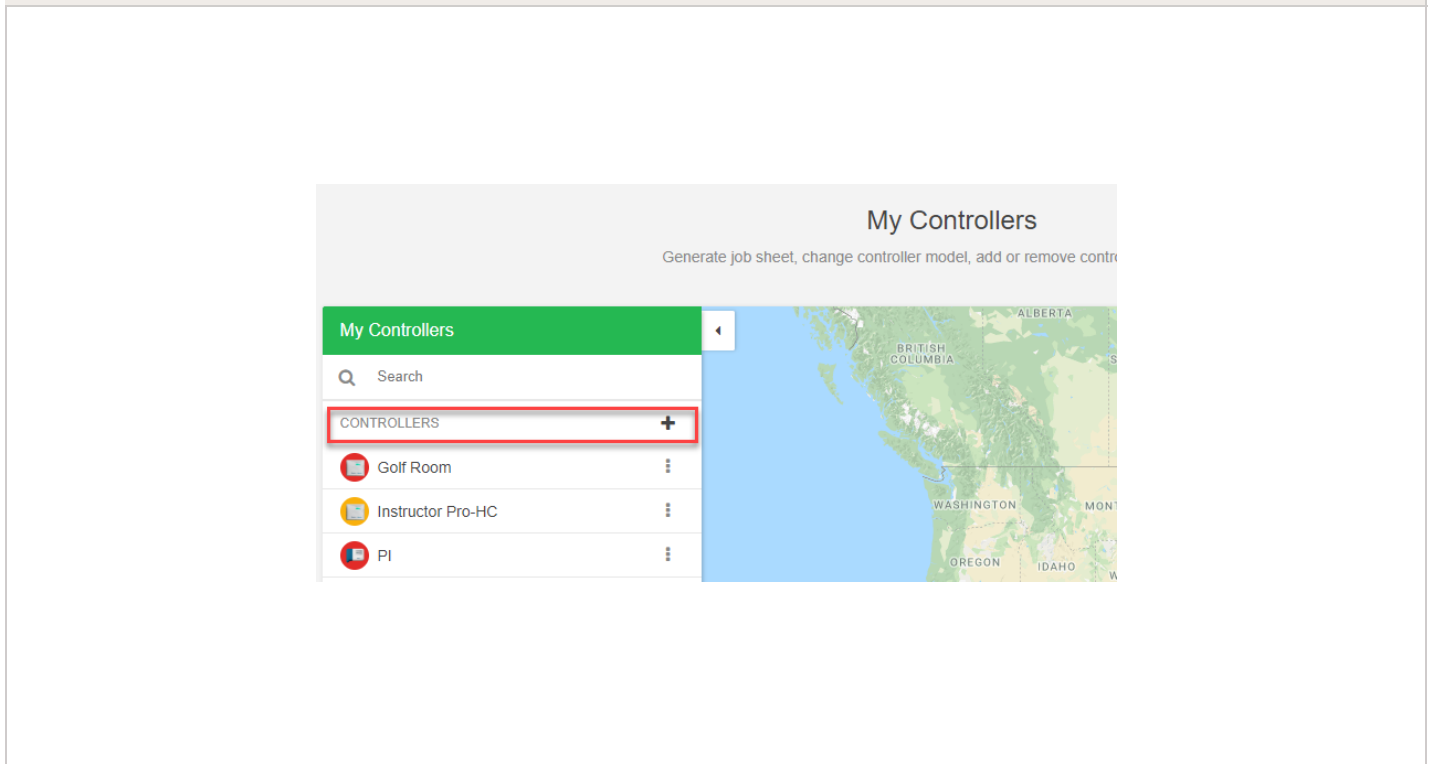 My Controllers
Generate job sheet, change controller model, add or remove contr
My Controllers
Search
CONTROLLERS
Golf Room
Instructor Pro-HC
PI
ALBERTA
BRITISH
COLUMBIA
WASHINGTON
MONT
OREGON
IDAHO